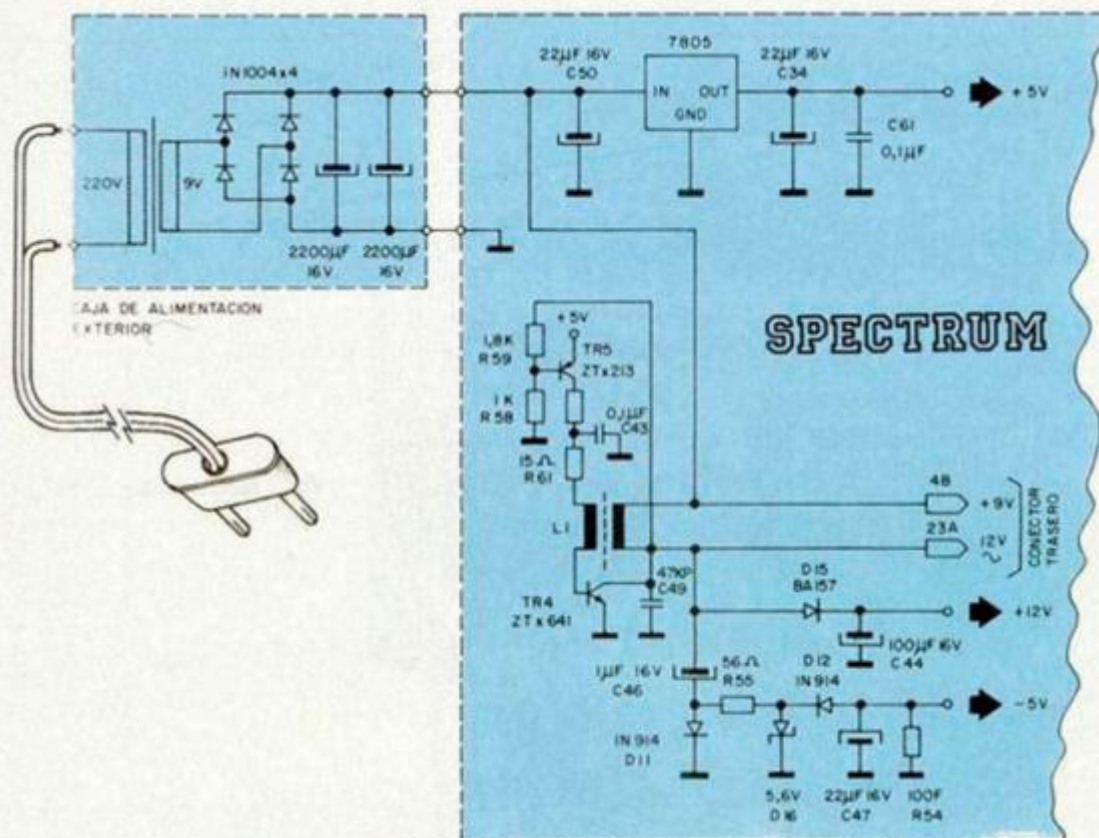 IN1004x4
220V
9V
2200µF
16V
2200µF
16V
CAJA DE ALIMENTACION
EXTERIOR
22µF 16V
C50
7805
IN OUT
GND
22µF 16V
C34
+5V
C61
0,1µF
SPECTRUM
+5V
1,8K
R59
TR5
ZTx213
1K
R58
0,1µF
C43
15Ω
R61
L1
4B
+9V
23A
12V
∼
CONECTOR
TRASERO
47KP
C49
TR4
ZTx641
D15
BA157
+12V
100µF 16V
C44
1µF 16V
C46
56Ω
R55
D12
IN914
-5V
IN914
D11
5,6V
D16
22µF 16V
C47
100F
R54